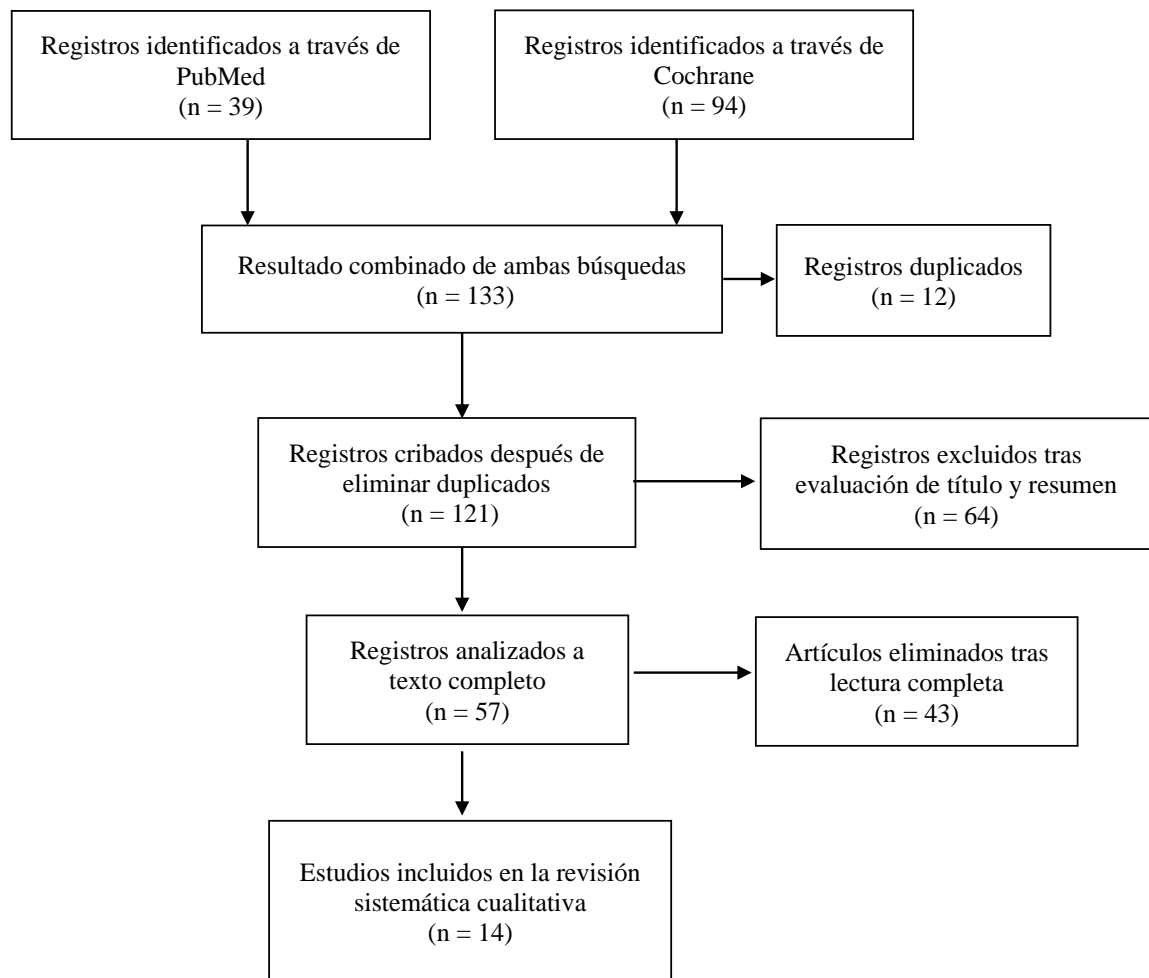 Registros identificados a través de
PubMed
(n = 39)
Registros identificados a través de
Cochrane
(n = 94)
Resultado combinado de ambas búsquedas
(n = 133)
Registros duplicados
(n = 12)
Registros cribados después de
eliminar duplicados
(n = 121)
Registros excluidos tras
evaluación de título y resumen
(n = 64)
Registros analizados a
texto completo
(n = 57)
Artículos eliminados tras
lectura completa
(n = 43)
Estudios incluidos en la revisión
sistemática cualitativa
(n = 14)